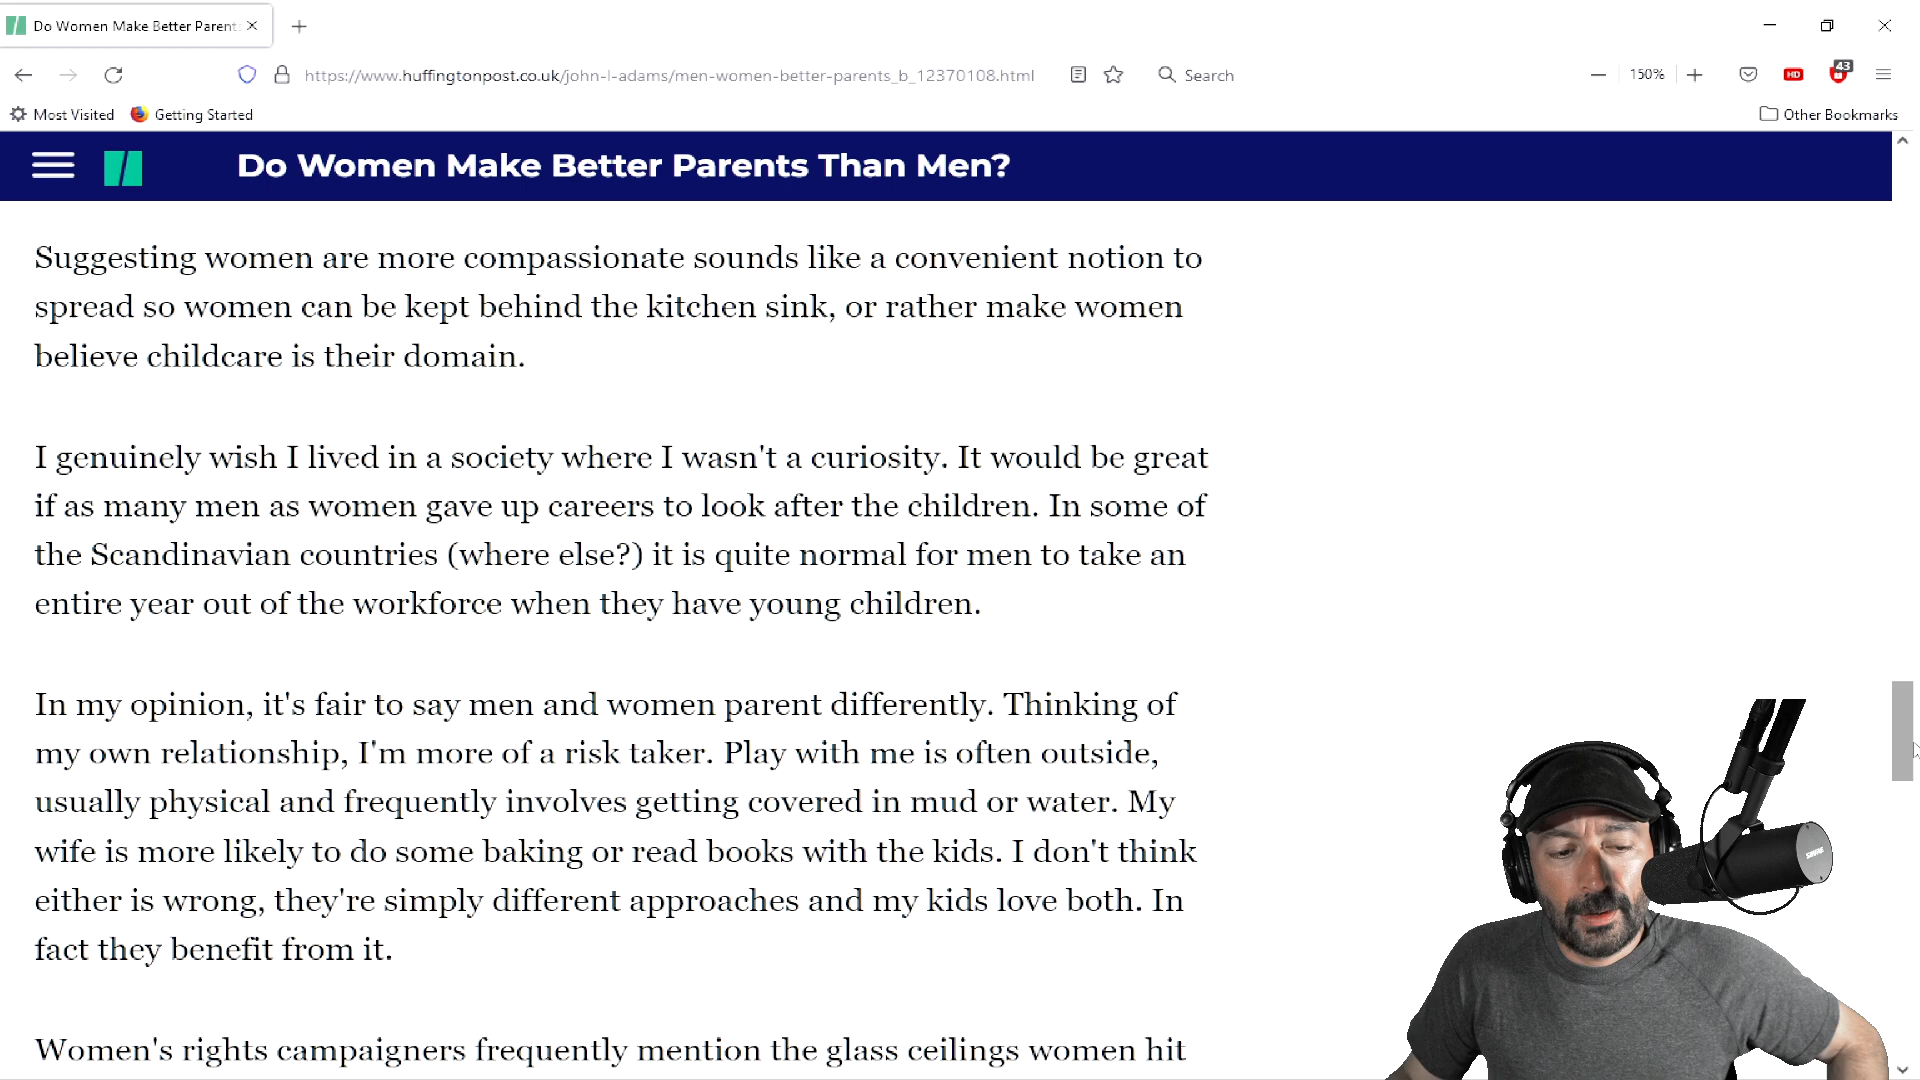 Do Women Make Better Parent
https://www.huffingtonpost.co.uk/john-l-adams/men-women-better-parents_b_12370108.html
Search
150%
HD
43
Most Visited
Getting Started
Other Bookmarks
Do Women Make Better Parents Than Men?
Suggesting women are more compassionate sounds like a convenient notion to
spread so women can be kept behind the kitchen sink, or rather make women
believe childcare is their domain.
I genuinely wish I lived in a society where I wasn't a curiosity. It would be great
if as many men as women gave up careers to look after the children. In some of
the Scandinavian countries (where else?) it is quite normal for men to take an
entire year out of the workforce when they have young children.
In my opinion, it's fair to say men and women parent differently. Thinking of
my own relationship, I'm more of a risk taker. Play with me is often outside,
usually physical and frequently involves getting covered in mud or water. My
wife is more likely to do some baking or read books with the kids. I don't think
either is wrong, they're simply different approaches and my kids love both. In
fact they benefit from it.
Women's rights campaigners frequently mention the glass ceilings women hit
SHURE